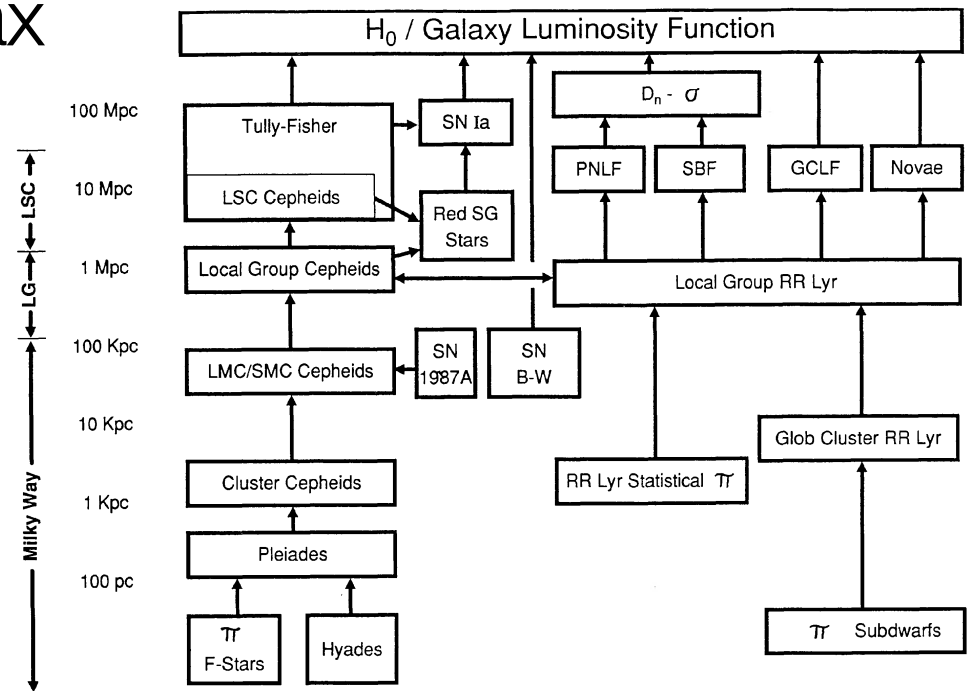 ax
H₀ / Galaxy Luminosity Function
100 Mpc
Tully-Fisher
SN Ia
Dₙ - σ
PNLF
SBF
GCLF
Novae
10 Mpc
LSC
LSC Cepheids
Red SG
Stars
1 Mpc
LG
Local Group Cepheids
Local Group RR Lyr
100 Kpc
LMC/SMC Cepheids
SN
1987A
SN
B-W
10 Kpc
Glob Cluster RR Lyr
Cluster Cepheids
RR Lyr Statistical π
1 Kpc
Milky Way
Pleiades
100 pc
π
F-Stars
Hyades
π Subdwarfs